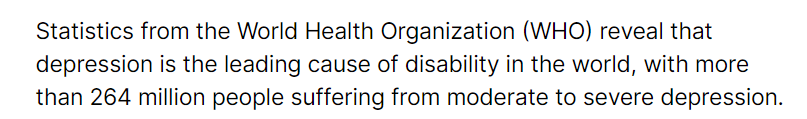 Statistics from the World Health Organization (WHO) reveal that
depression is the leading cause of disability in the world, with more
than 264 million people suffering from moderate to severe depression.